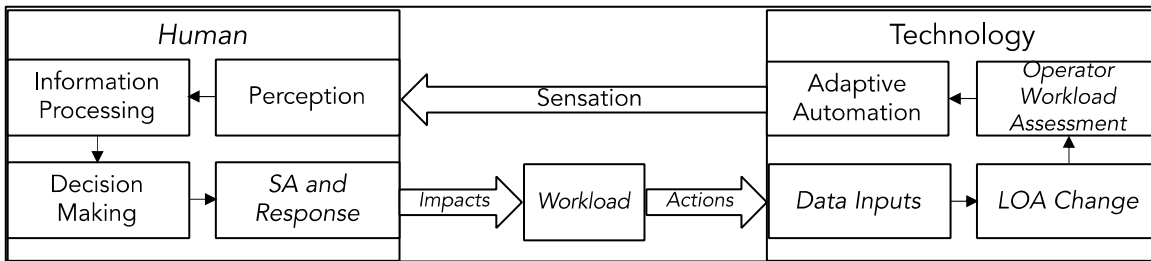 Human
Technology
Information
Processing
Perception
Sensation
Adaptive
Automation
Operator
Workload
Assessment
Decision
Making
SA and
Response
Impacts
Workload
Actions
Data Inputs
LOA Change